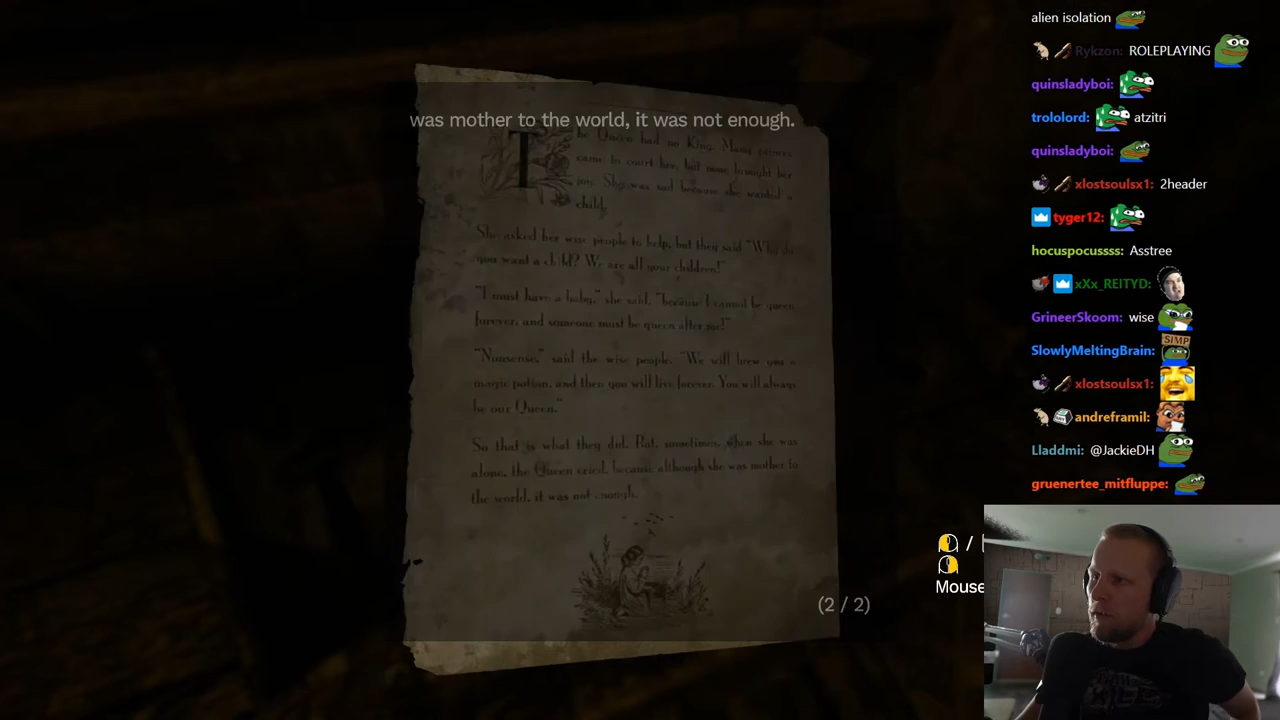 was mother to the world, it was not enough.
The Queen had no King. Many princes
came to court her, but none brought her
joy. She was sad because she wanted a
child.
She asked her wise people to help, but they said "Why do
you want a child? We are all your children!"
"I must have a baby," she said, "because I cannot be queen
forever, and someone must be queen after me!"
"Nonsense," said the wise people. "We will brew you a
magic potion, and then you will live forever. You will always
be our Queen."
So that is what they did. But, sometimes, when she was
alone, the Queen cried, because although she was mother to
the world, it was not enough.
(2 / 2)
/
Mouse
alien isolation
Rykzon: ROLEPLAYING
quinsladyboi:
trololord: atzitri
quinsladyboi:
xlostsoulsx1: 2header
tyger12:
hocuspocussss: Asstree
xXx_REITYD:
GrineerSkoom: wise
SlowlyMeltingBrain:
SIMP
xlostsoulsx1:
andreframil:
Lladdmi: @JackieDH
gruenertee_mitfluppe: